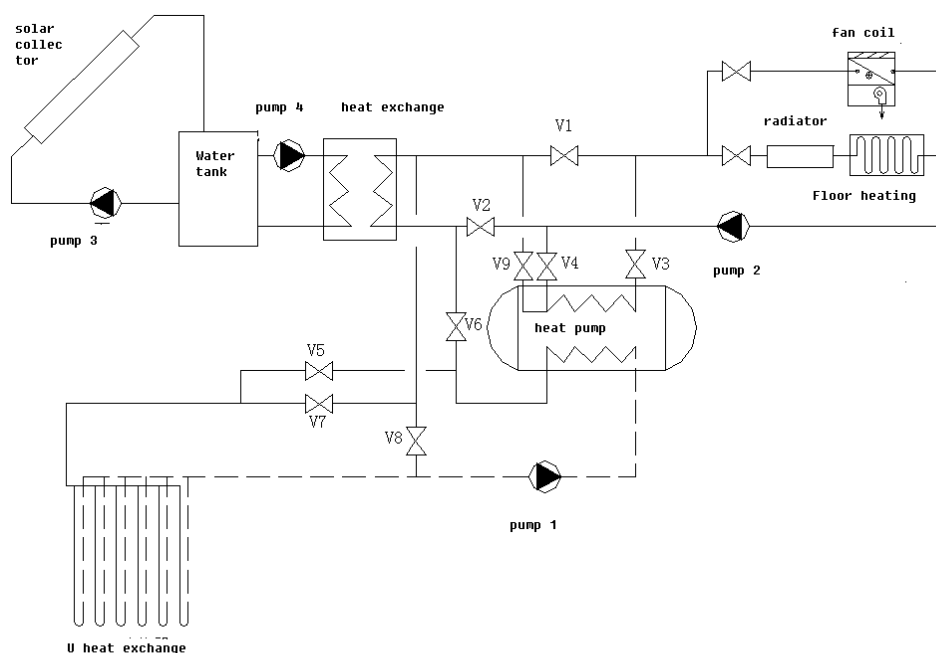 solar
collec
tor
fan coil
pump 4
heat exchange
V1
radiator
Water
tank
Floor heating
V2
pump 3
V9
V4
V3
pump 2
V6
heat pump
V5
V7
V8
pump 1
U heat exchange